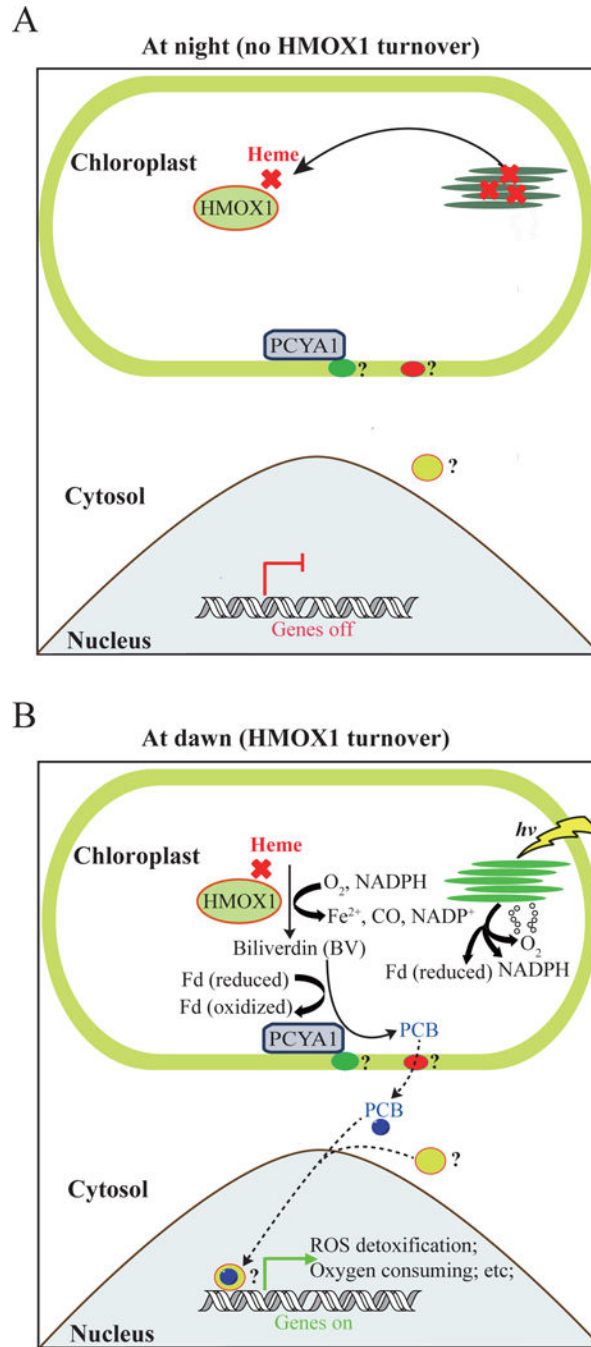 A
At night (no HMOX1 turnover)
Chloroplast
Heme
HMOX1
PCYA1
?
?
?
Cytosol
Genes off
Nucleus
B
At dawn (HMOX1 turnover)
hν
Chloroplast
Heme
HMOX1
O₂, NADPH
Fe²⁺, CO, NADP⁺
Biliverdin (BV)
O₂
Fd (reduced)
NADPH
Fd (reduced)
Fd (oxidized)
PCYA1
PCB
?
?
PCB
?
Cytosol
ROS detoxification;
Oxygen consuming; etc;
?
Genes on
Nucleus